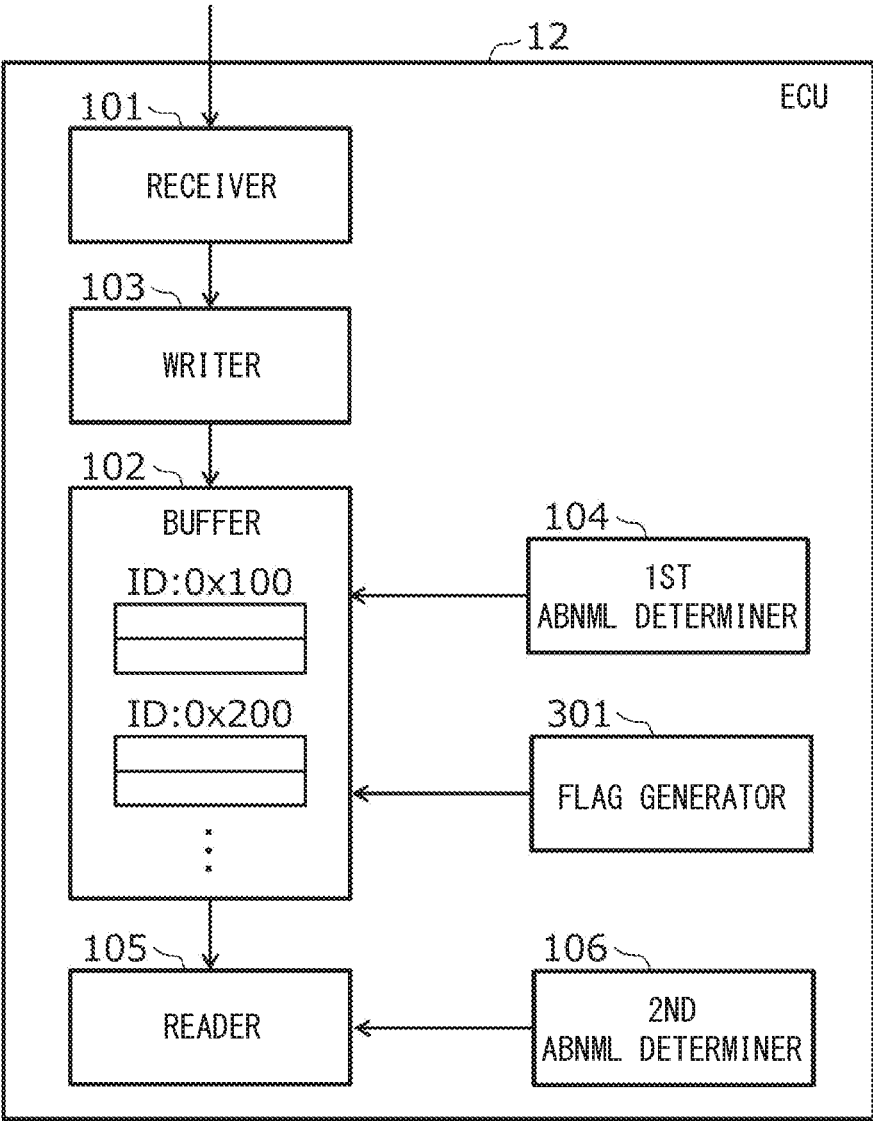 12
ECU
101
RECEIVER
103
WRITER
102
BUFFER
ID:0x100
ID:0x200
104
1ST
ABNML DETERMINER
301
FLAG GENERATOR
105
READER
106
2ND
ABNML DETERMINER